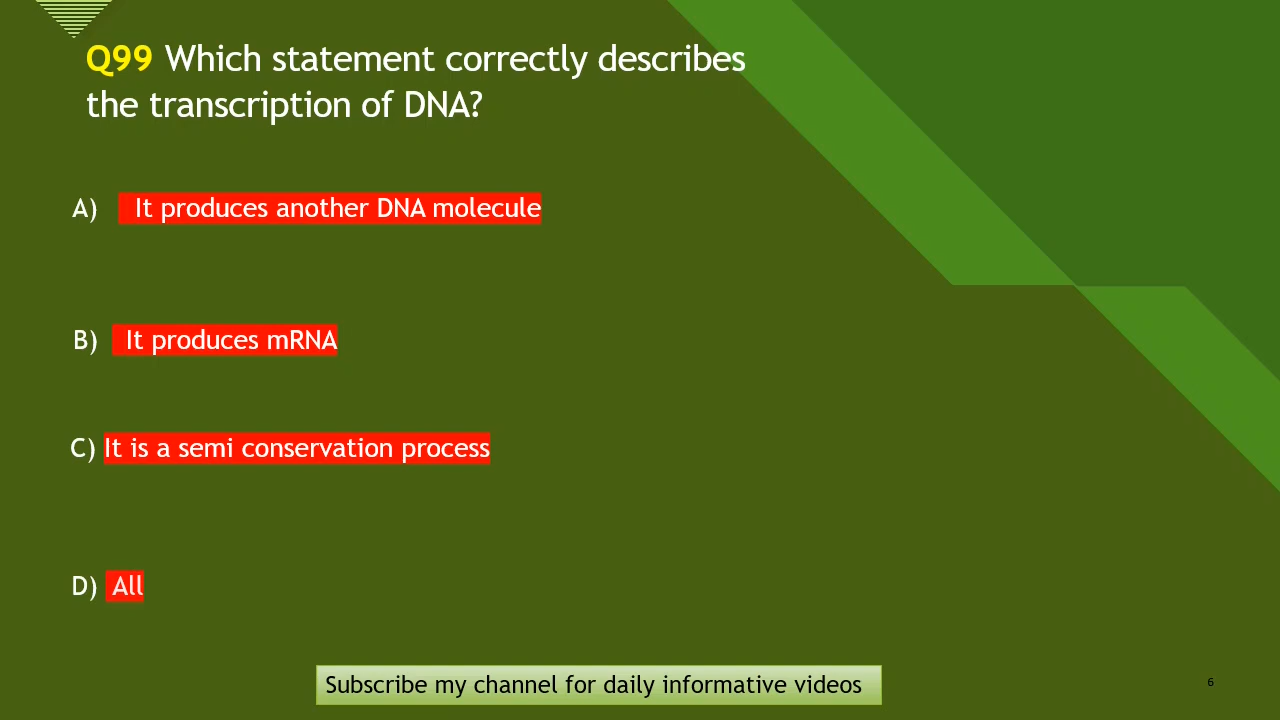 Q99 Which statement correctly describes
the transcription of DNA?
A) It produces another DNA molecule
B) It produces mRNA
C) It is a semi conservation process
D) All
Subscribe my channel for daily informative videos
6